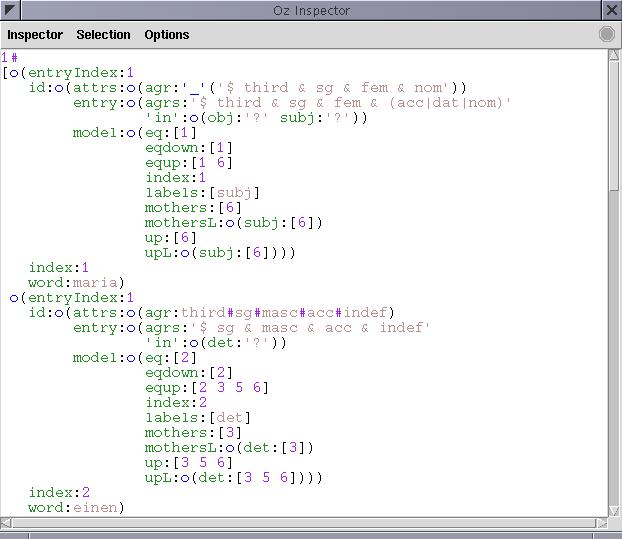 Oz Inspector
Inspector Selection Options
1#
[o(entryIndex:1
id:o(attrs:o(agr:'_'('$ third & sg & fem & nom'))
entry:o(agrs:'$ third & sg & fem & (acc|dat|nom)'
'in':o(obj:'?' subj:'?'))
model:o(eq:[1]
eqdown:[1]
equp:[1 6]
index:1
labels:[subj]
mothers:[6]
mothersL:o(subj:[6])
up:[6]
upL:o(subj:[6])))
index:1
word:maria)
o(entryIndex:1
id:o(attrs:o(agr:third#sg#masc#acc#indef)
entry:o(agrs:'$ sg & masc & acc & indef'
'in':o(det:'?'))
model:o(eq:[2]
eqdown:[2]
equp:[2 3 5 6]
index:2
labels:[det]
mothers:[3]
mothersL:o(det:[3])
up:[3 5 6]
upL:o(det:[3 5 6])))
index:2
word:einen)